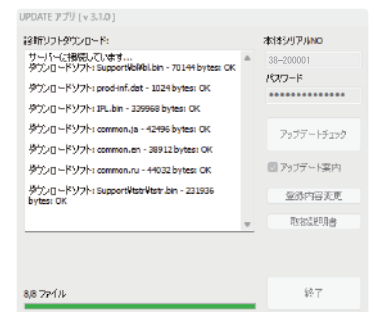 UPDATE アプリ [ v 3.1.0 ]
診断ソフトダウンロード:
サーバーに接続しています...
ダウンロードソフト: Support¥bl¥bl.bin - 70144 bytes: OK
ダウンロードソフト: prod-inf.dat - 1024 bytes: OK
ダウンロードソフト: IPL.bin - 339968 bytes: OK
ダウンロードソフト: common.ja - 42496 bytes: OK
ダウンロードソフト: common.en - 38912 bytes: OK
ダウンロードソフト: common.ru - 44032 bytes: OK
ダウンロードソフト: Support¥tstr¥tstr.bin - 231936
bytes: OK
8/8 ファイル
本体シリアルNO
38-200001
パスワード
**************
アップデートチェック
アップデート案内
登録内容変更
取扱説明書
終了